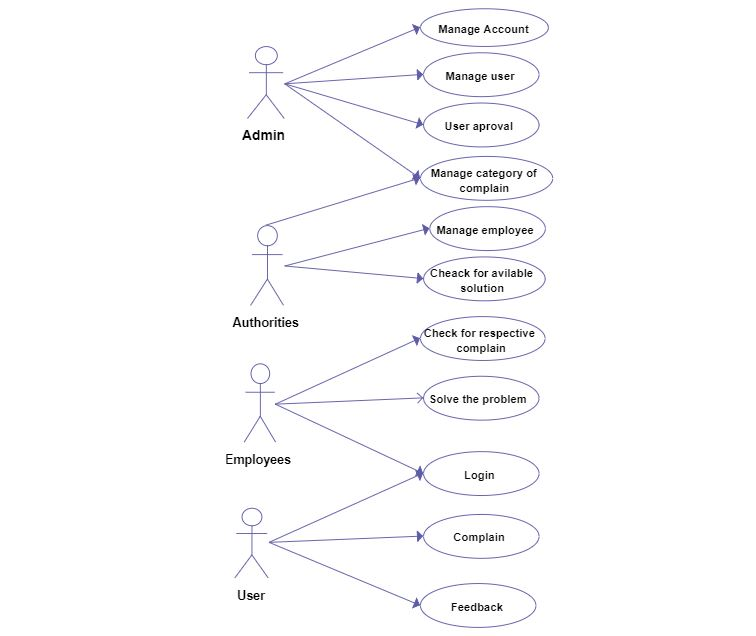 Manage Account
Manage user
User aproval
Admin
Manage category of
complain
Manage employee
Cheack for avilable
solution
Authorities
Check for respective
complain
Solve the problem
Employees
Login
Complain
User
Feedback